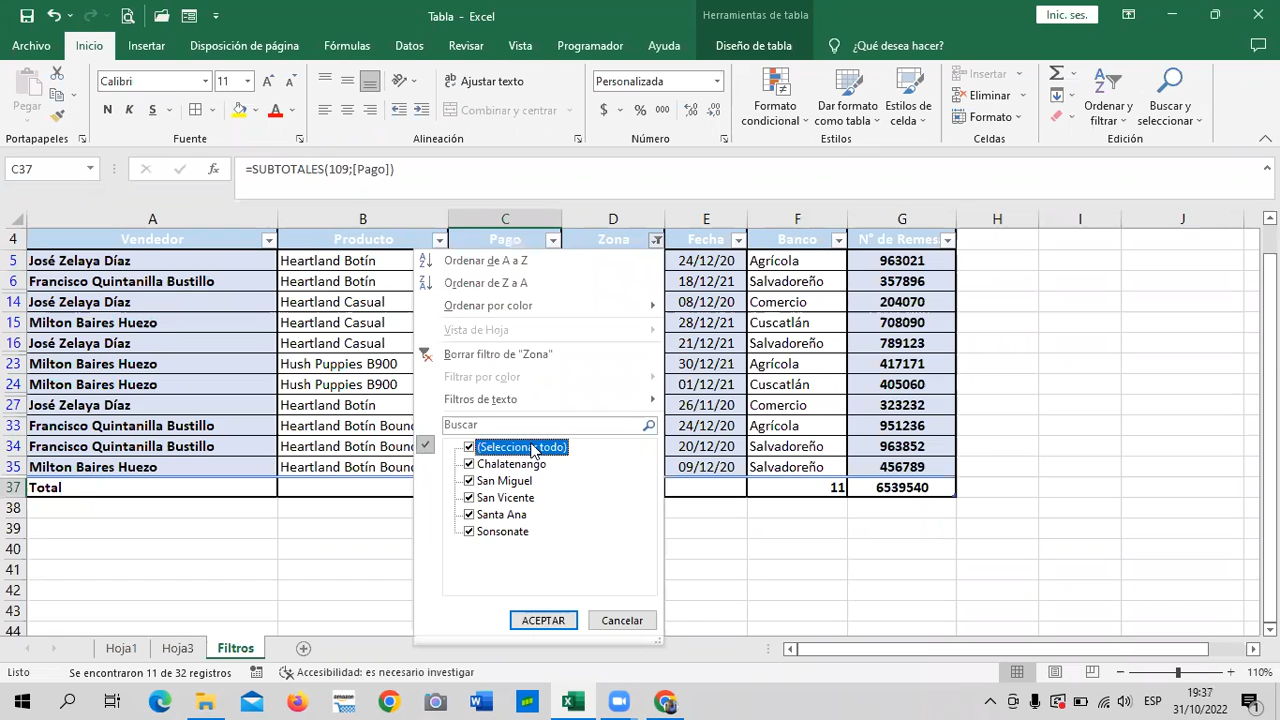 Tabla - Excel
Herramientas de tabla
Inic. ses.
Archivo Inicio Insertar Disposición de página Fórmulas Datos Revisar Vista Programador Ayuda Diseño de tabla ¿Qué desea hacer?
Pegar
Calibri 11
N K S
Ajustar texto
Combinar y centrar
Personalizada
$ % 000
Formato condicional
Dar formato como tabla
Estilos de celda
Insertar
Eliminar
Formato
Ordenar y filtrar
Buscar y seleccionar
Portapapeles Fuente Alineación Número Estilos Celdas Edición
C37 fx =SUBTOTALES(109;[Pago])
A B C D E F G H I J
4 Vendedor Producto Pago Zona Fecha Banco N° de Remes
5 José Zelaya Díaz Heartland Botín 24/12/20 Agrícola 963021
6 Francisco Quintanilla Bustillo Heartland Botín 18/12/21 Salvadoreño 357896
14 José Zelaya Díaz Heartland Casual 08/12/20 Comercio 204070
15 Milton Baires Huezo Heartland Casual 28/12/21 Cuscatlán 708090
16 José Zelaya Díaz Heartland Casual 21/12/21 Salvadoreño 789123
23 Milton Baires Huezo Hush Puppies B900 30/12/21 Agrícola 417171
24 Milton Baires Huezo Hush Puppies B900 01/12/21 Cuscatlán 405060
27 José Zelaya Díaz Heartland Botín 26/11/20 Comercio 323232
33 Francisco Quintanilla Bustillo Heartland Botín Bounc 24/12/20 Agrícola 951236
34 Francisco Quintanilla Bustillo Heartland Botín Bounc 20/12/20 Salvadoreño 963852
35 Milton Baires Huezo Heartland Botín Bounc 09/12/20 Salvadoreño 456789
37 Total 11 6539540
38
39
40
41
42
43
44
Ordenar de A a Z
Ordenar de Z a A
Ordenar por color
Vista de Hoja
Borrar filtro de "Zona"
Filtrar por color
Filtros de texto
Buscar
(Seleccionar todo)
Chalatenango
San Miguel
San Vicente
Santa Ana
Sonsonate
ACEPTAR Cancelar
Hoja1 Hoja3 Filtros
Listo Se encontraron 11 de 32 registros Accesibilidad: es necesario investigar 110%
ESP
19:37
31/10/2022